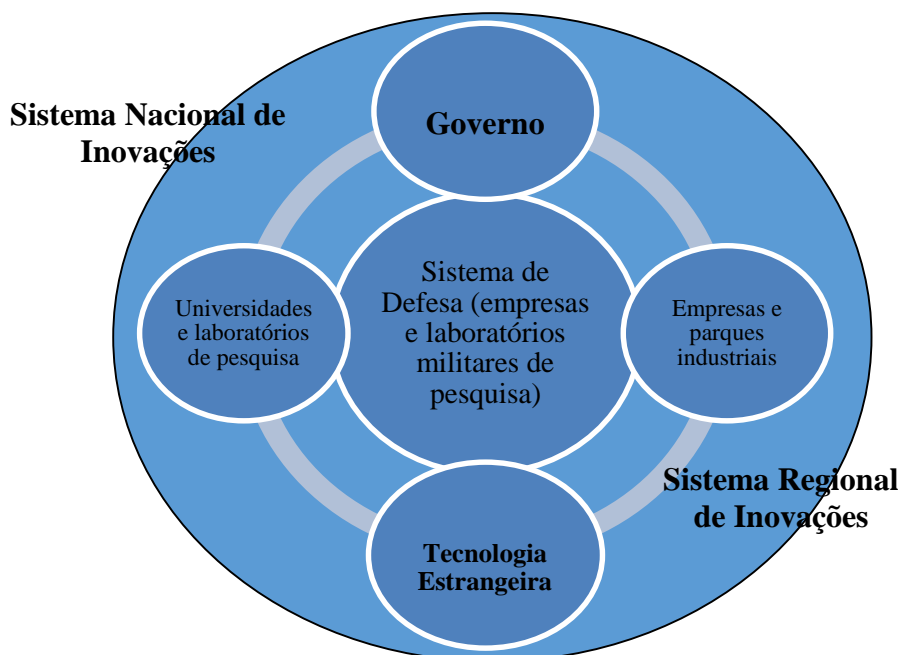 Sistema Nacional de
Inovações
Governo
Universidades
e laboratórios
de pesquisa
Sistema de
Defesa (empresas
e laboratórios
militares de
pesquisa)
Empresas e
parques
industriais
Sistema Regional
de Inovações
Tecnologia
Estrangeira